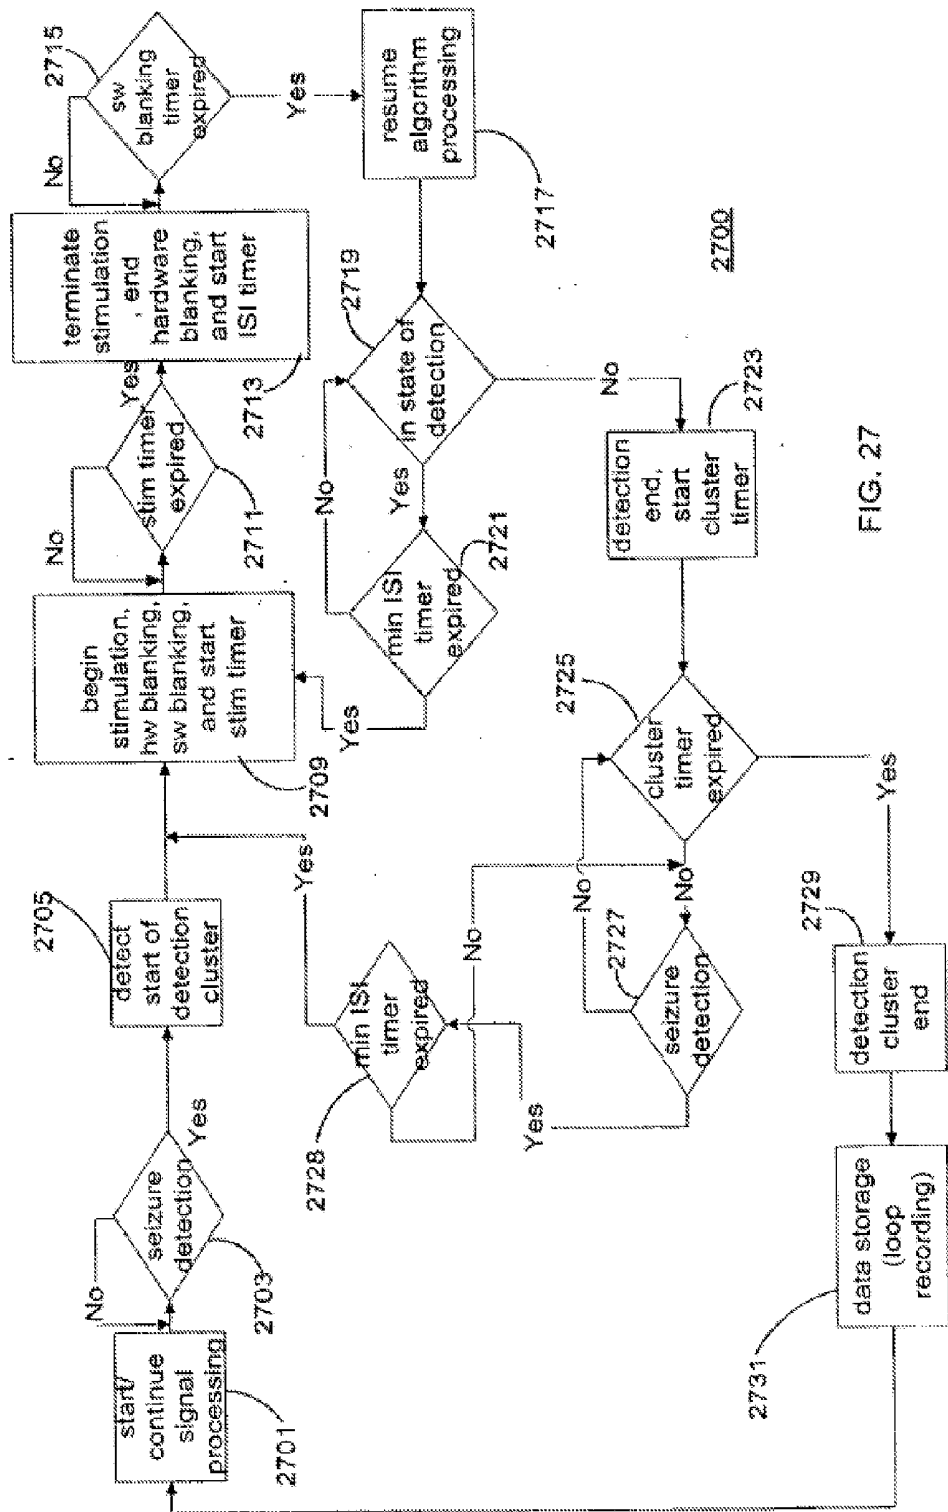 start/
continue
signal
processing
2701
No
seizure
detection
2703
Yes
detect
start of
detection
cluster
2705
begin
stimulation,
hw blanking,
sw blanking,
and start
stim timer
2709
No
stim timer
expired
2711
Yes
terminate
stimulation
, end
hardware
blanking,
and start
ISI timer
2713
No
sw
blanking
timer
expired
2715
Yes
resume
algorithm
processing
2717
in state of
detection
2719
Yes
No
min ISI
timer
expired
2721
No
Yes
detection
end,
start
cluster
timer
2723
cluster
timer
expired
2725
No
Yes
seizure
detection
2727
No
Yes
min ISI
timer
expired
2728
Yes
No
detection
cluster
end
2729
data storage
(loop
recording)
2731
2700
FIG. 27